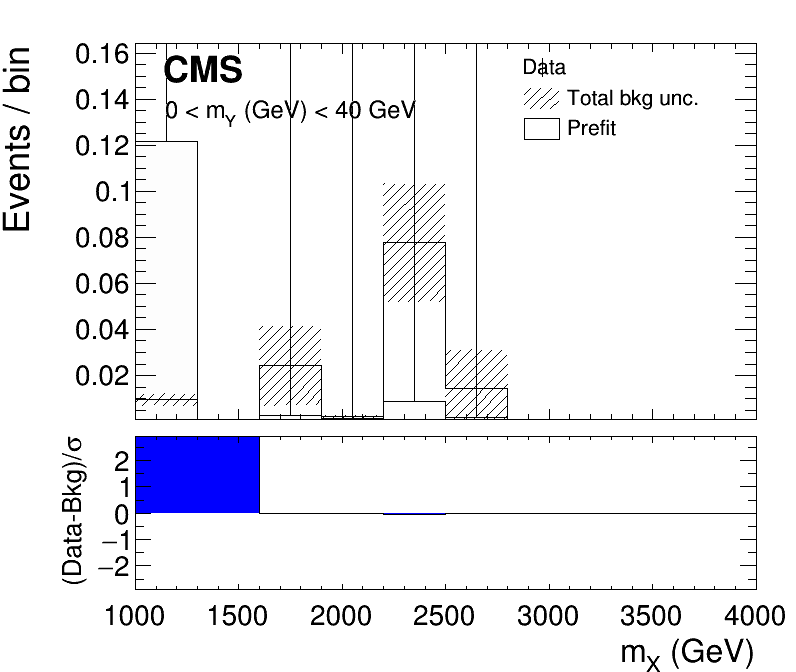 CMS
0 < mY (GeV) < 40 GeV
Data
Total bkg unc.
Prefit
Events / bin
0.16
0.14
0.12
0.1
0.08
0.06
0.04
0.02
(Data-Bkg)/σ
2
1
0
−1
−2
1000 1500 2000 2500 3000 3500 4000
mX (GeV)